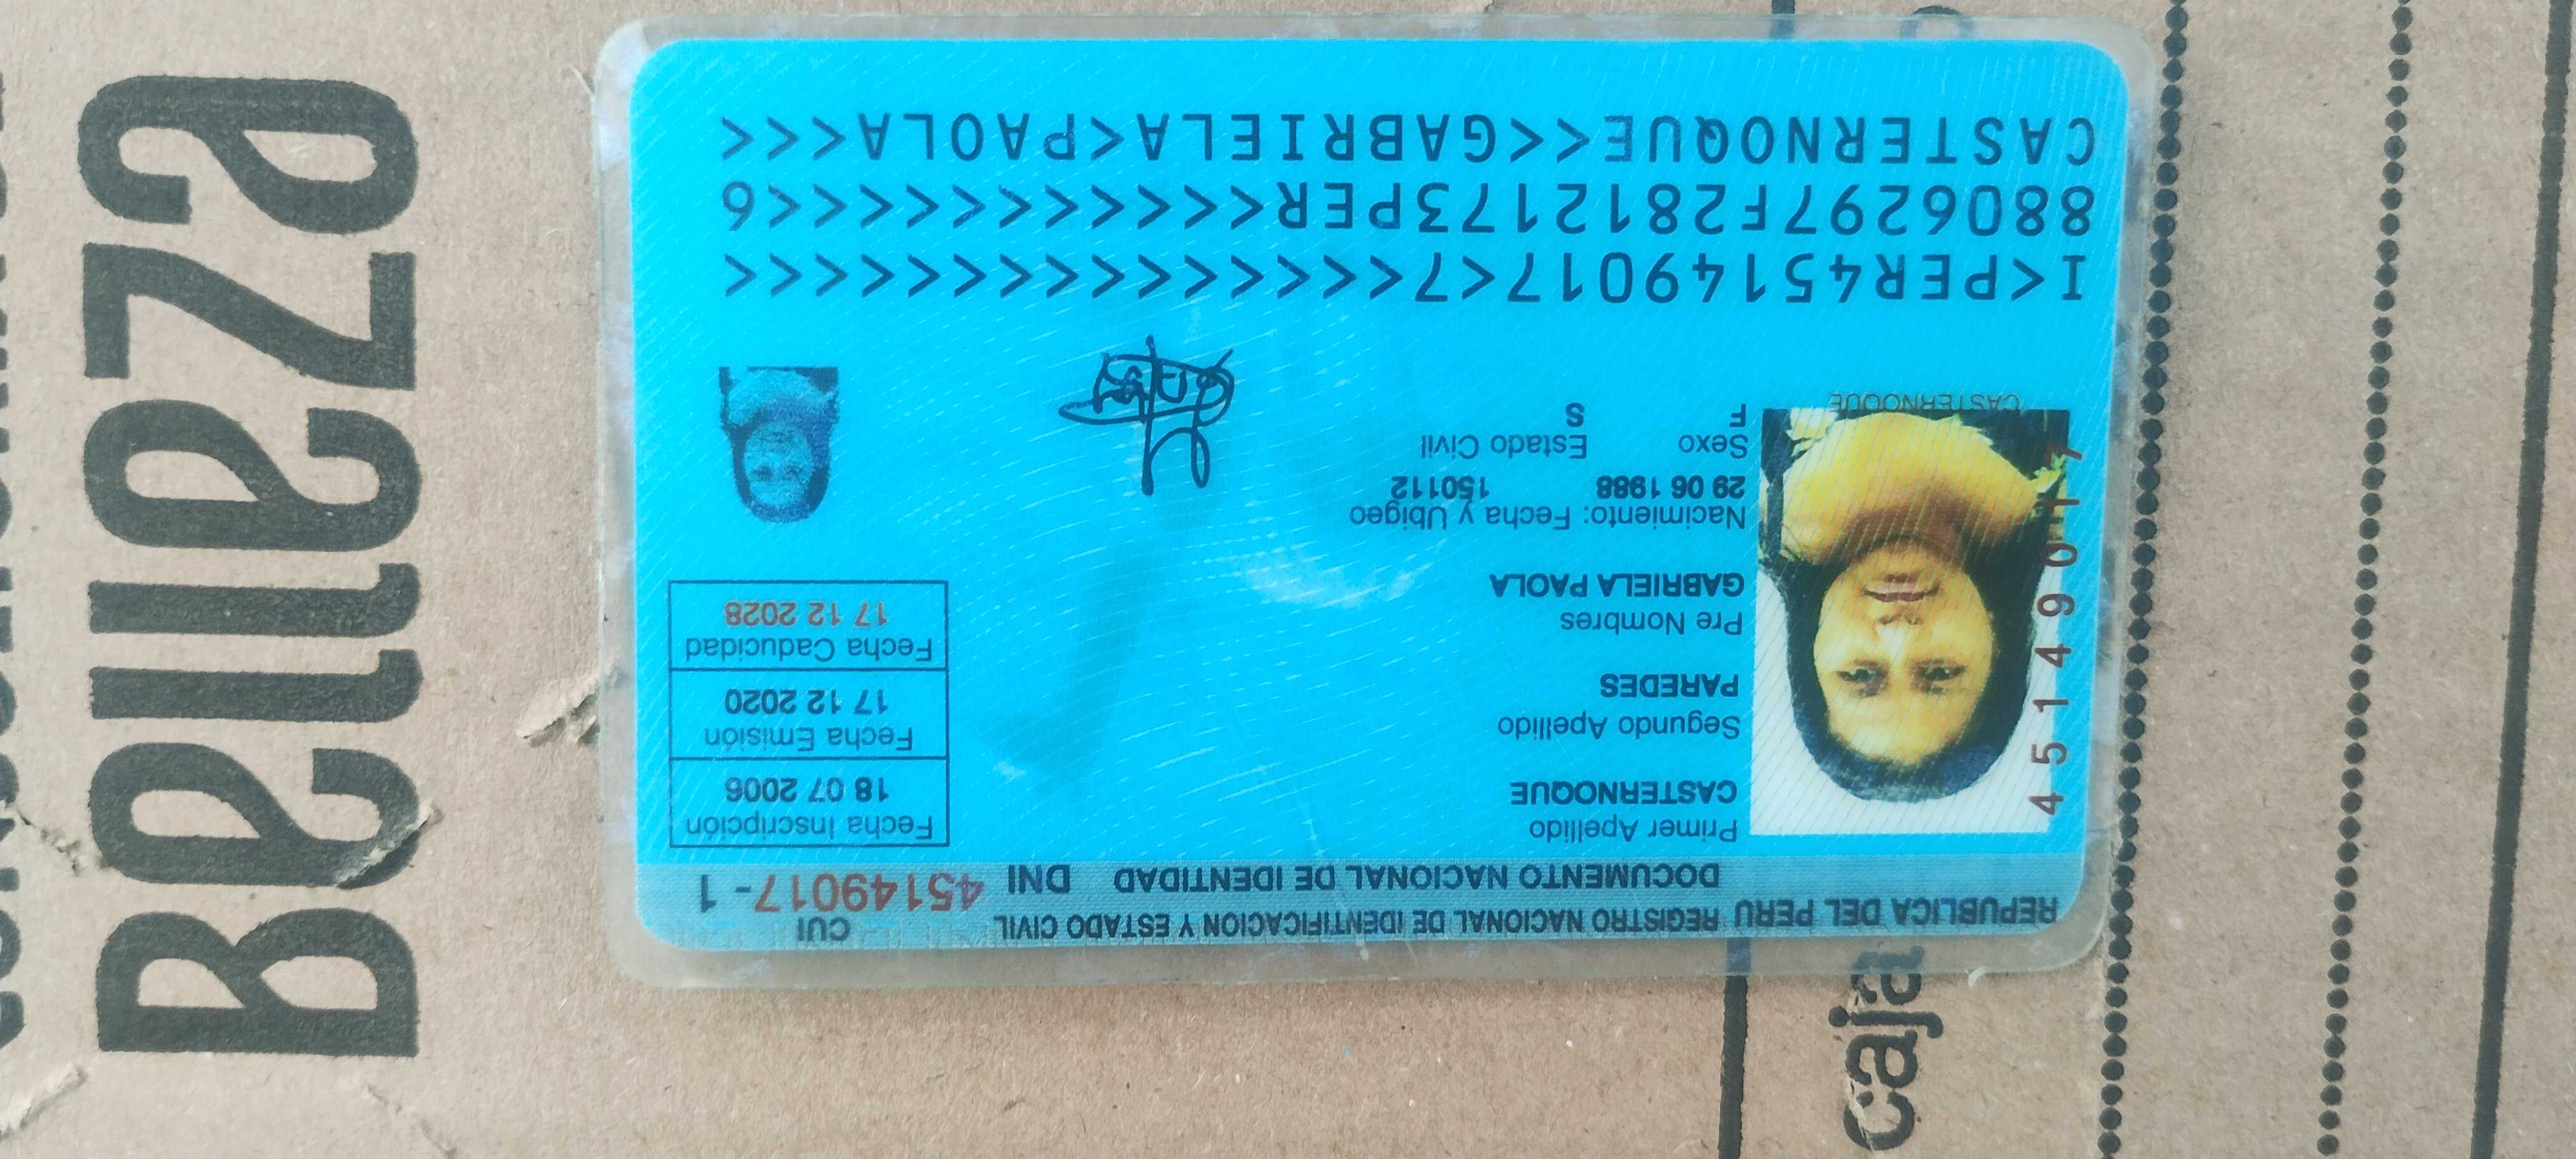 REPUBLICA DEL PERU REGISTRO NACIONAL DE IDENTIFICACION Y ESTADO CIVIL
CUI
DOCUMENTO NACIONAL DE IDENTIDAD DNI 45149017-1
Primer Apellido
CASTERNOQUE
Segundo Apellido
PAREDES
Pre Nombres
GABRIELA PAOLA
Nacimiento: Fecha y Ubigeo
29 06 1988 150112
Sexo Estado Civil
F S
Fecha Inscripción
18 07 2006
Fecha Emisión
17 12 2020
Fecha Caducidad
17 12 2028
45149017
CASTERNOQUE
I<PER45149017<7<<<<<<<<<<<<<<<
8806297F2812173PER<<<<<<<<<<<6
CASTERNOQUE<<GABRIELA<PAOLA<<<
Belleza
caja